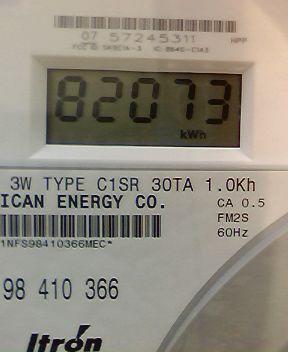 07 57245311
82073
kWh
3W TYPE C1SR 30TA 1.0Kh
ICAN ENERGY CO.
CA 0.5
FM2S
60Hz
1NFS98410366MEC*
98 410 366
Itron